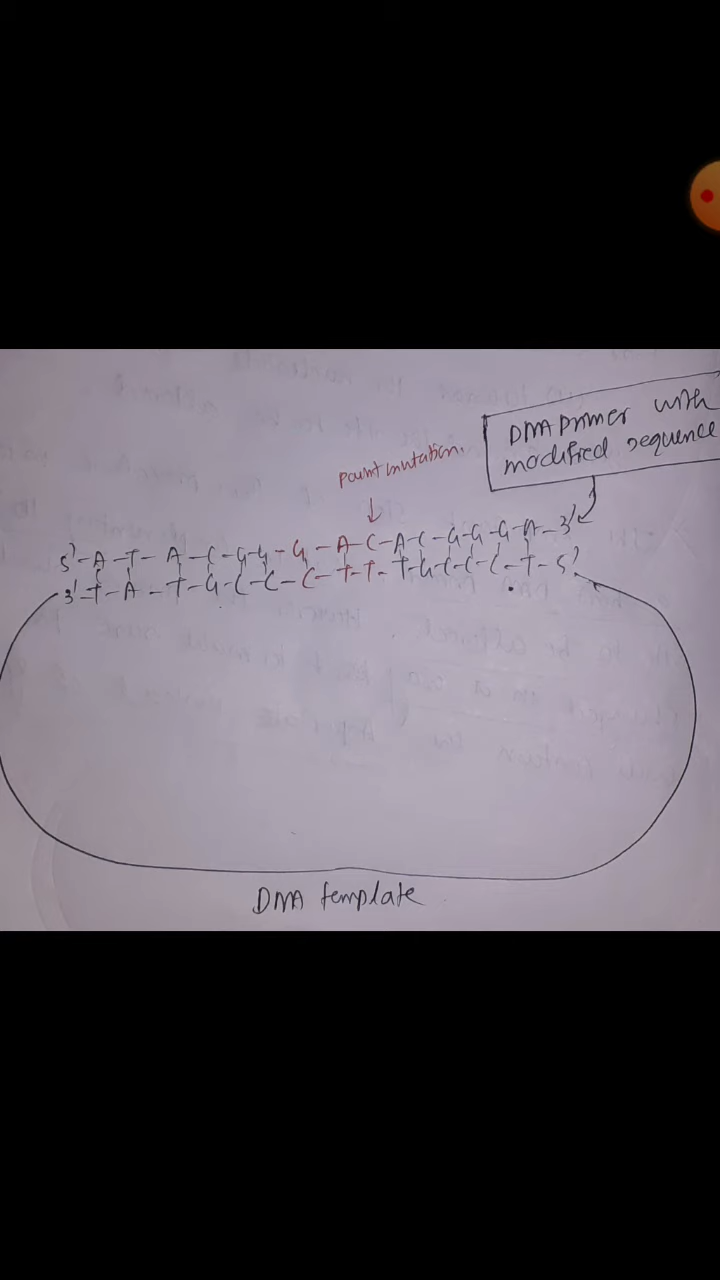 DNA primer with
modified sequence
point mutation.
5'-A-T-A-C-G-G-G-A-C-A-C-G-G-G-A-3'
3'-T-A-T-G-C-C-C-T-T-T-G-C-C-C-T-5'
DNA template